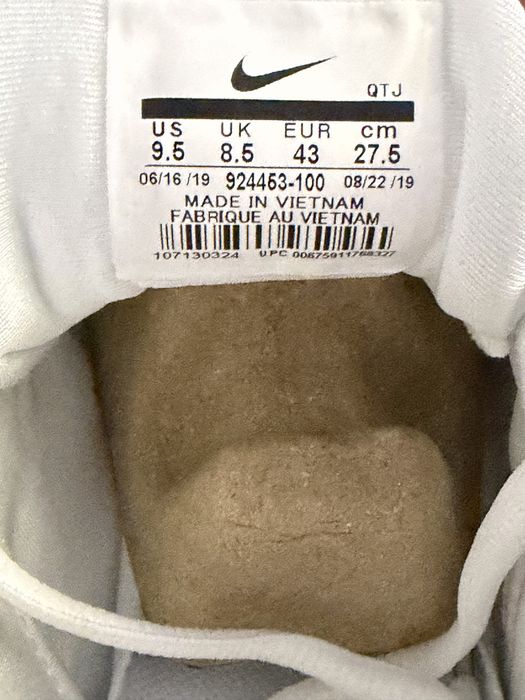 QTJ
US UK EUR cm
9.5 8.5 43 27.5
06/16 /19 924453-100 08/22 /19
MADE IN VIETNAM
FABRIQUE AU VIETNAM
107130324 UPC 00675911768327